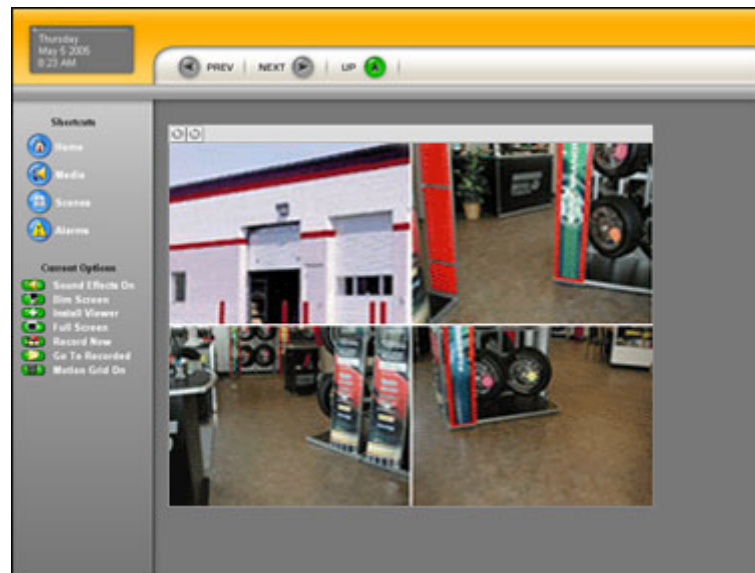 Thursday
May 5 2005
8:23 AM
PREV
NEXT
UP
Shortcuts
Home
Media
Scenes
Alarms
Current Options
Sound Effects On
Dim Screen
Install Viewer
Full Screen
Record Now
Go To Recorded
Motion Grid On